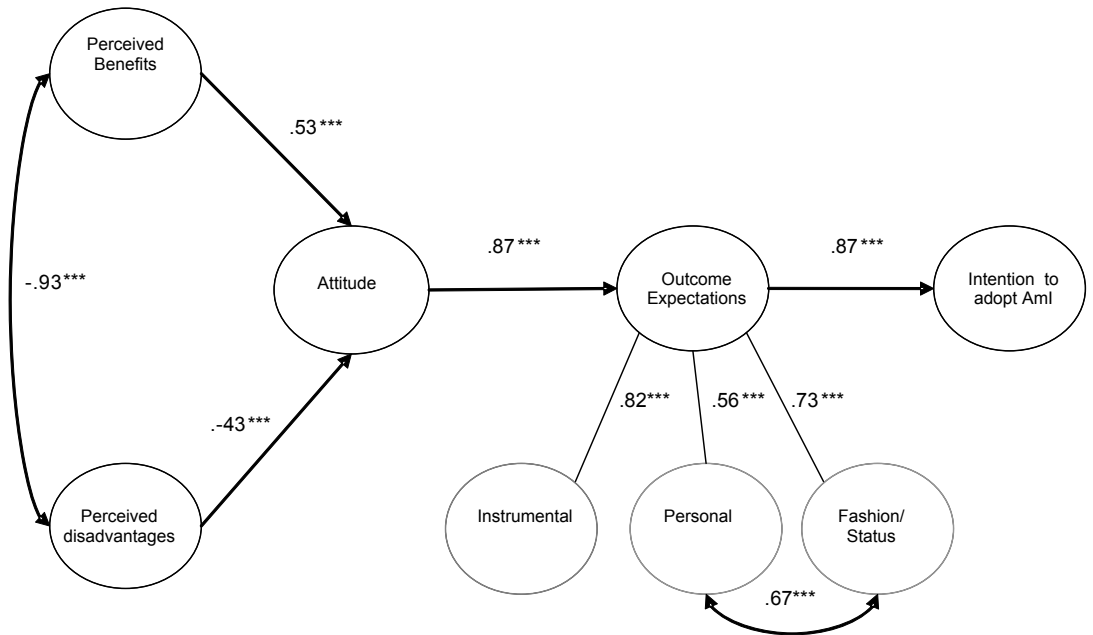 Perceived
Benefits
.53***
.87***
.87***
-.93***
Attitude
Outcome
Expectations
Intention to
adopt AmI
.-43***
.82***
.56***
.73***
Perceived
disadvantages
Instrumental
Personal
Fashion/
Status
.67***